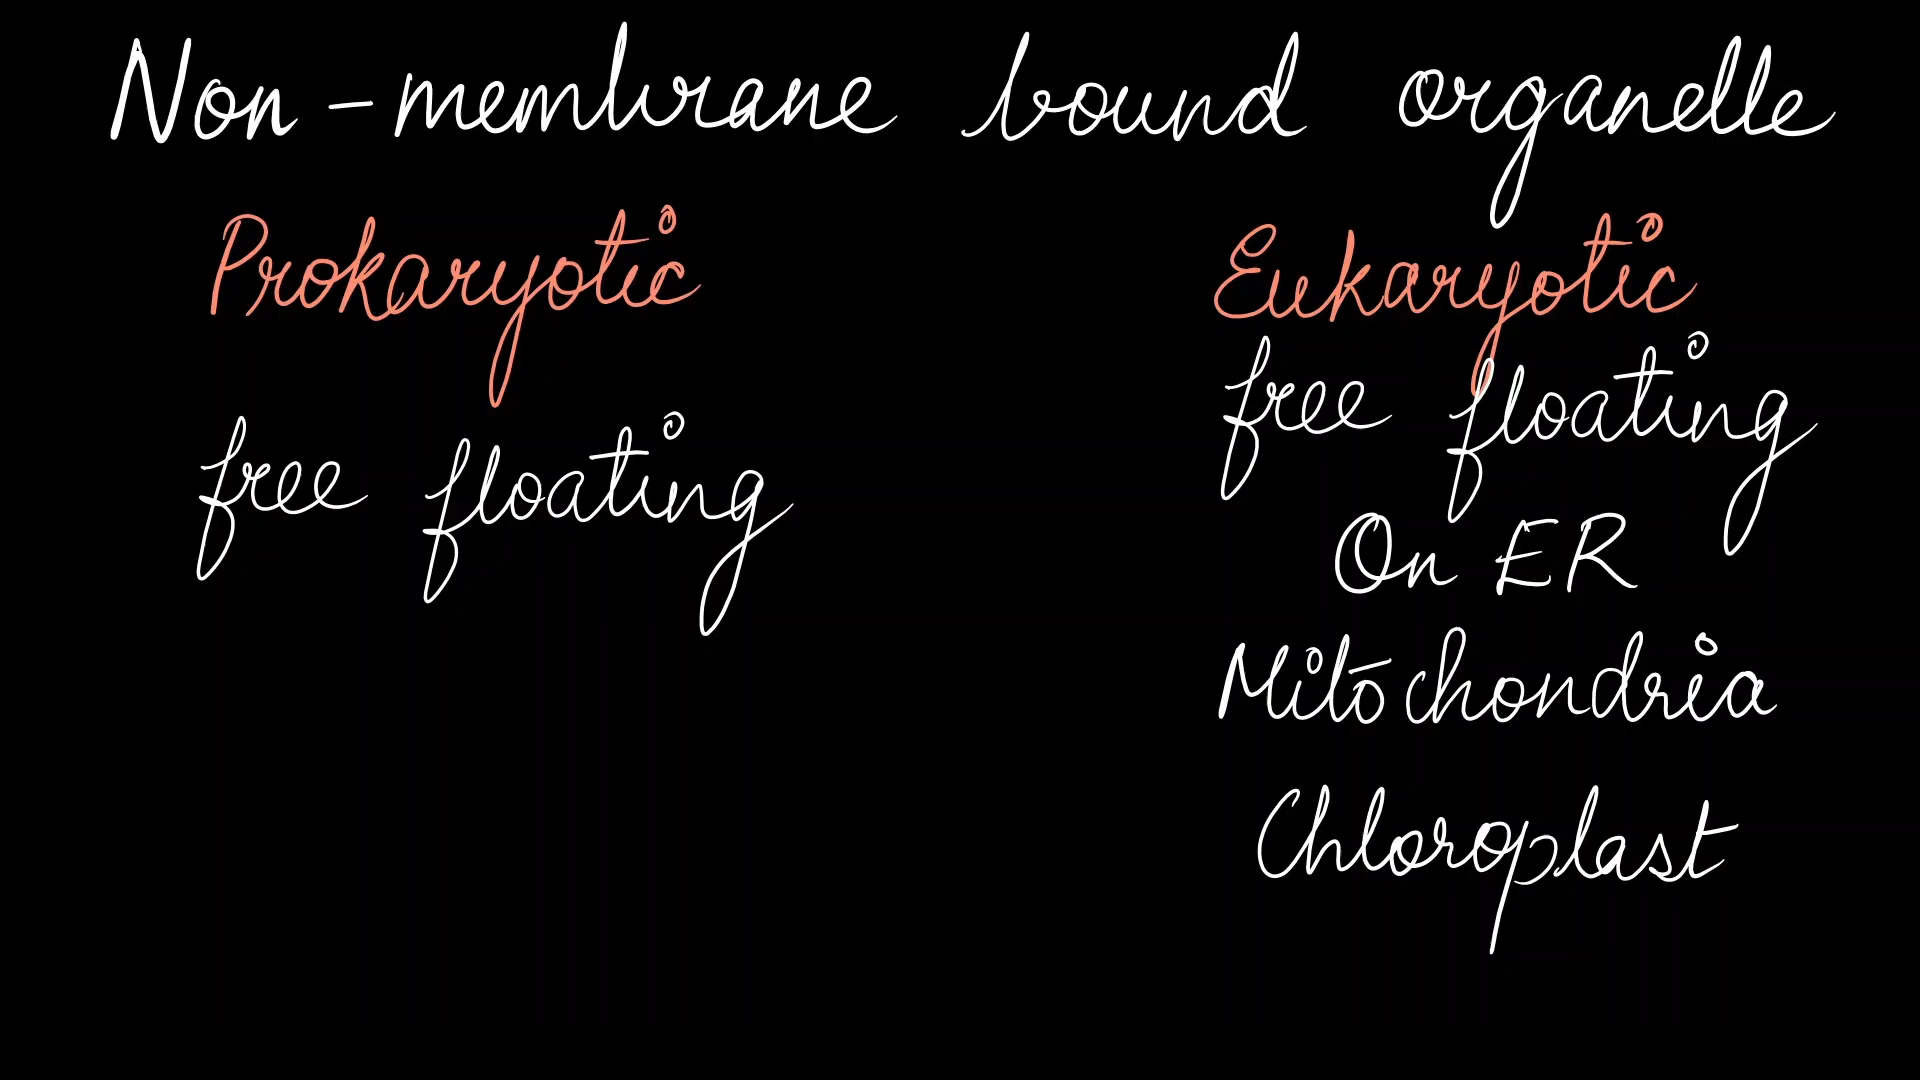 Non-membrane bound organelle
Prokaryotic
free floating
Eukaryotic
free floating
On ER
Mitochondria
Chloroplast